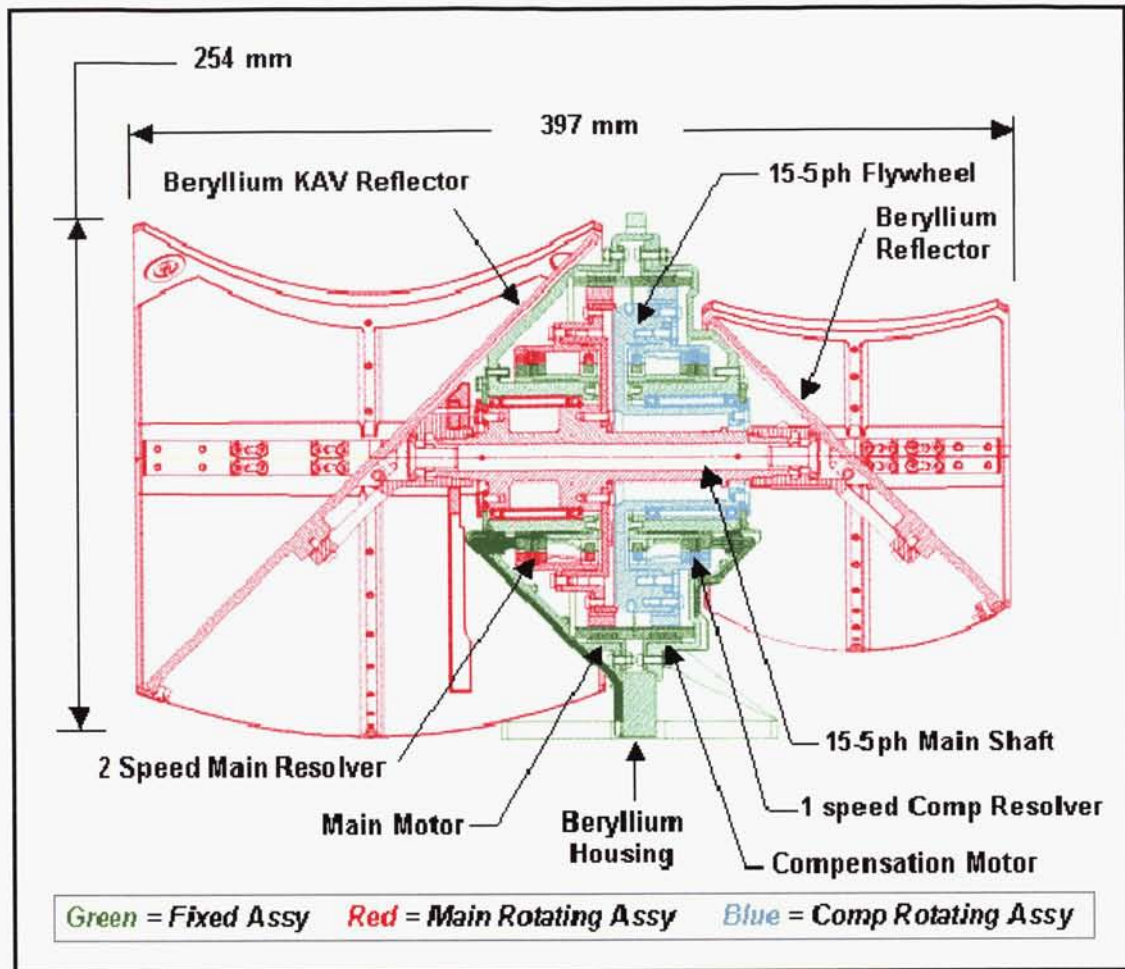 254 mm
397 mm
Beryllium KAV Reflector
15-5ph Flywheel
Beryllium
Reflector
2 Speed Main Resolver
Main Motor
Beryllium
Housing
15-5ph Main Shaft
1 speed Comp Resolver
Compensation Motor
Green = Fixed Assy Red = Main Rotating Assy Blue = Comp Rotating Assy